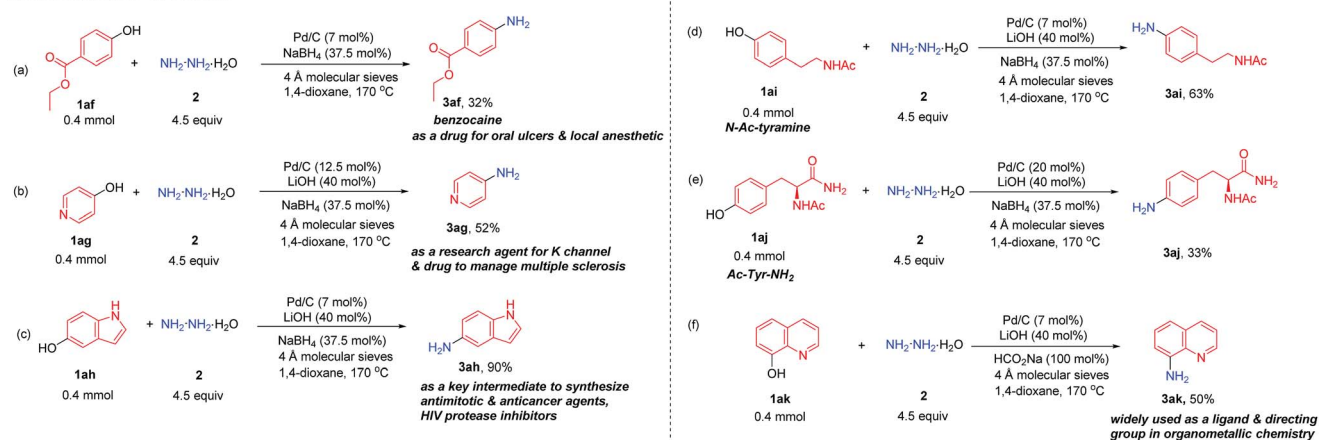 (a)
OH
O
O
1af
0.4 mmol
+
NH2-NH2·H2O
2
4.5 equiv
Pd/C (7 mol%)
NaBH4 (37.5 mol%)
4 Å molecular sieves
1,4-dioxane, 170 °C
NH2
O
O
3af, 32%
benzocaine
as a drug for oral ulcers & local anesthetic
(b)
OH
N
1ag
0.4 mmol
+
NH2-NH2·H2O
2
4.5 equiv
Pd/C (12.5 mol%)
LiOH (40 mol%)
NaBH4 (37.5 mol%)
4 Å molecular sieves
1,4-dioxane, 170 °C
NH2
N
3ag, 52%
as a research agent for K channel
& drug to manage multiple sclerosis
(c)
H
N
HO
1ah
0.4 mmol
+
NH2-NH2·H2O
2
4.5 equiv
Pd/C (7 mol%)
LiOH (40 mol%)
NaBH4 (37.5 mol%)
4 Å molecular sieves
1,4-dioxane, 170 °C
H
N
H2N
3ah, 90%
as a key intermediate to synthesize
antimitotic & anticancer agents,
HIV protease inhibitors
(d)
HO
NHAc
1ai
0.4 mmol
N-Ac-tyramine
+
NH2-NH2·H2O
2
4.5 equiv
Pd/C (7 mol%)
LiOH (40 mol%)
NaBH4 (37.5 mol%)
4 Å molecular sieves
1,4-dioxane, 170 °C
H2N
NHAc
3ai, 63%
(e)
O
NH2
HNAc
HO
1aj
0.4 mmol
Ac-Tyr-NH2
+
NH2-NH2·H2O
2
4.5 equiv
Pd/C (20 mol%)
LiOH (40 mol%)
NaBH4 (37.5 mol%)
4 Å molecular sieves
1,4-dioxane, 170 °C
O
NH2
HNAc
H2N
3aj, 33%
(f)
N
OH
1ak
0.4 mmol
+
NH2-NH2·H2O
2
4.5 equiv
Pd/C (7 mol%)
LiOH (40 mol%)
HCO2Na (100 mol%)
4 Å molecular sieves
1,4-dioxane, 170 °C
N
NH2
3ak, 50%
widely used as a ligand & directing
group in organometallic chemistry